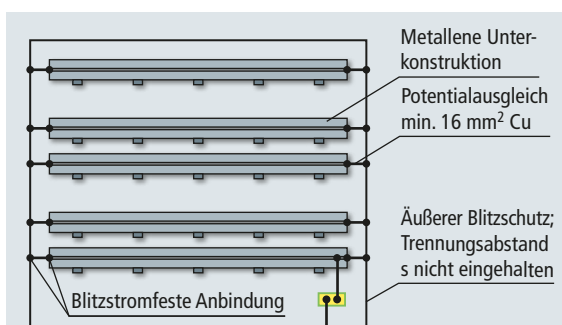 Metallene Unter-
konstruktion
Potentialausgleich
min. 16 mm² Cu
Äußerer Blitzschutz;
Trennungsabstand
s nicht eingehalten
Blitzstromfeste Anbindung